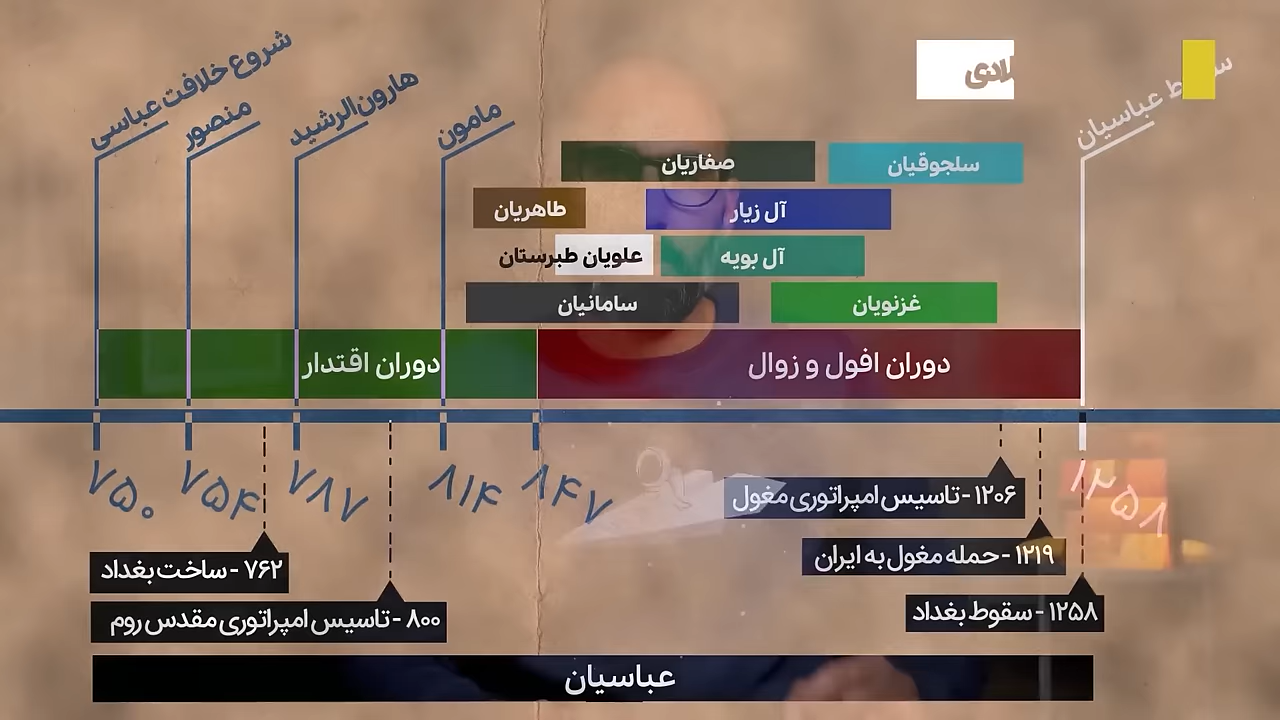 شروع خلافت عباسی
منصور
هارون‌الرشید
مامون
عباسیان
صفاریان
سلجوقیان
طاهریان
آل زیار
علویان طبرستان
آل بویه
سامانیان
غزنویان
دوران اقتدار
دوران افول و زوال
۷۵۰
۷۵۴
۷۸۷
۸۱۴
۸۴۷
۱۲۵۸
۱۲۰۶ - تاسیس امپراتوری مغول
۱۲۱۹ - حمله مغول به ایران
۷۶۲ - ساخت بغداد
۱۲۵۸ - سقوط بغداد
۸۰۰ - تاسیس امپراتوری مقدس روم
عباسیان